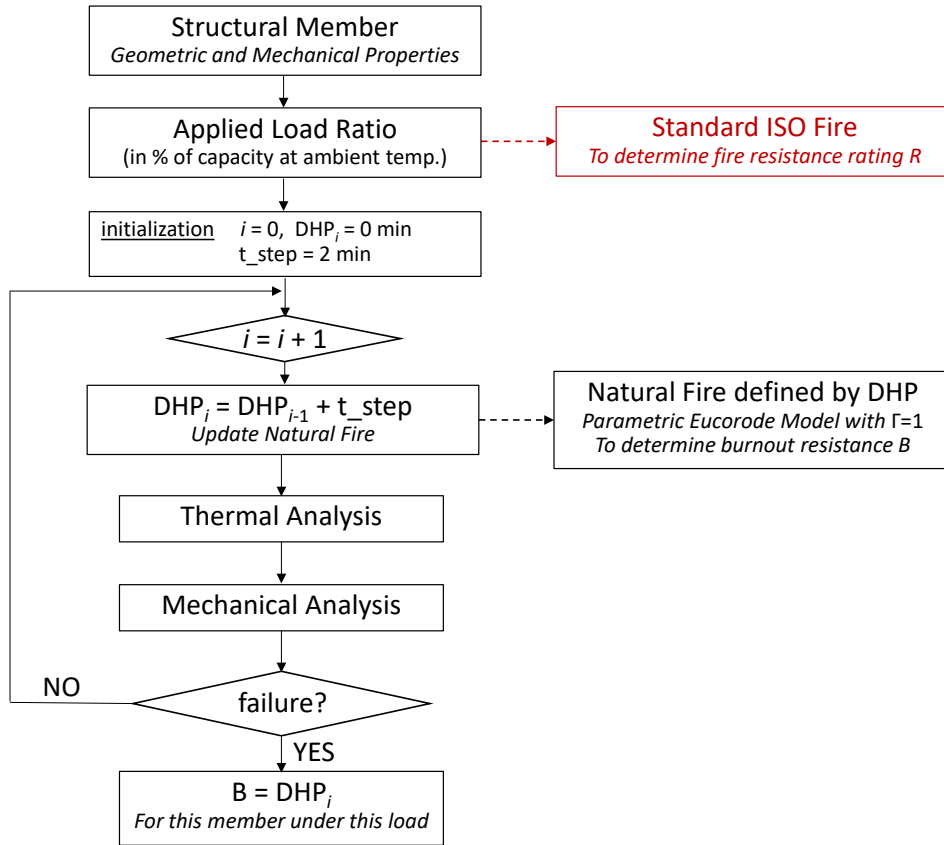 Structural Member
Geometric and Mechanical Properties
Applied Load Ratio
(in % of capacity at ambient temp.)
Standard ISO Fire
To determine fire resistance rating R
initialization i = 0, DHPi = 0 min
t_step = 2 min
i = i + 1
DHPi = DHPi-1 + t_step
Update Natural Fire
Natural Fire defined by DHP
Parametric Eucorode Model with Γ=1
To determine burnout resistance B
Thermal Analysis
Mechanical Analysis
NO
failure?
YES
B = DHPi
For this member under this load